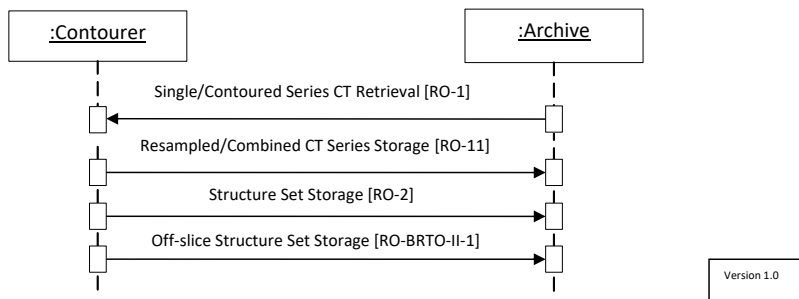 :Contourer
:Archive
Single/Contoured Series CT Retrieval [RO-1]
Resampled/Combined CT Series Storage [RO-11]
Structure Set Storage [RO-2]
Off-slice Structure Set Storage [RO-BRTO-II-1]
Version 1.0